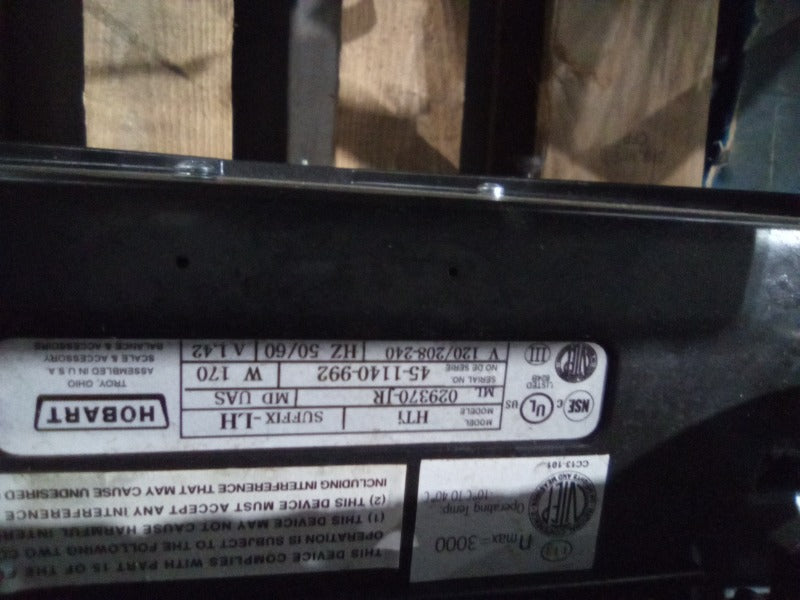 HOBART
TROY, OHIO
ASSEMBLED IN U S A
SCALE & ACCESSORY
BALANCE & ACCESSOIRE
NSF
C UL US
LISTED
MODEL
MODELE
HTi
SUFFIX-LH
ML 029370-JR
MD UAS
SERIAL NO.
NO DE SERIE
45-1140-992
W 170
V 120/208-240
HZ 50/60
A 1.42
III
CC13-101
Operating Temp:
-10°C TO 40°C
n max=3000
THIS DEVICE COMPLIES WITH PART 15 OF THE
OPERATION IS SUBJECT TO THE FOLLOWING TWO
(1) THIS DEVICE MAY NOT CAUSE HARMFUL
(2) THIS DEVICE MUST ACCEPT ANY INTERFERENCE
INCLUDING INTERFERENCE THAT MAY CAUSE UNDESIRED